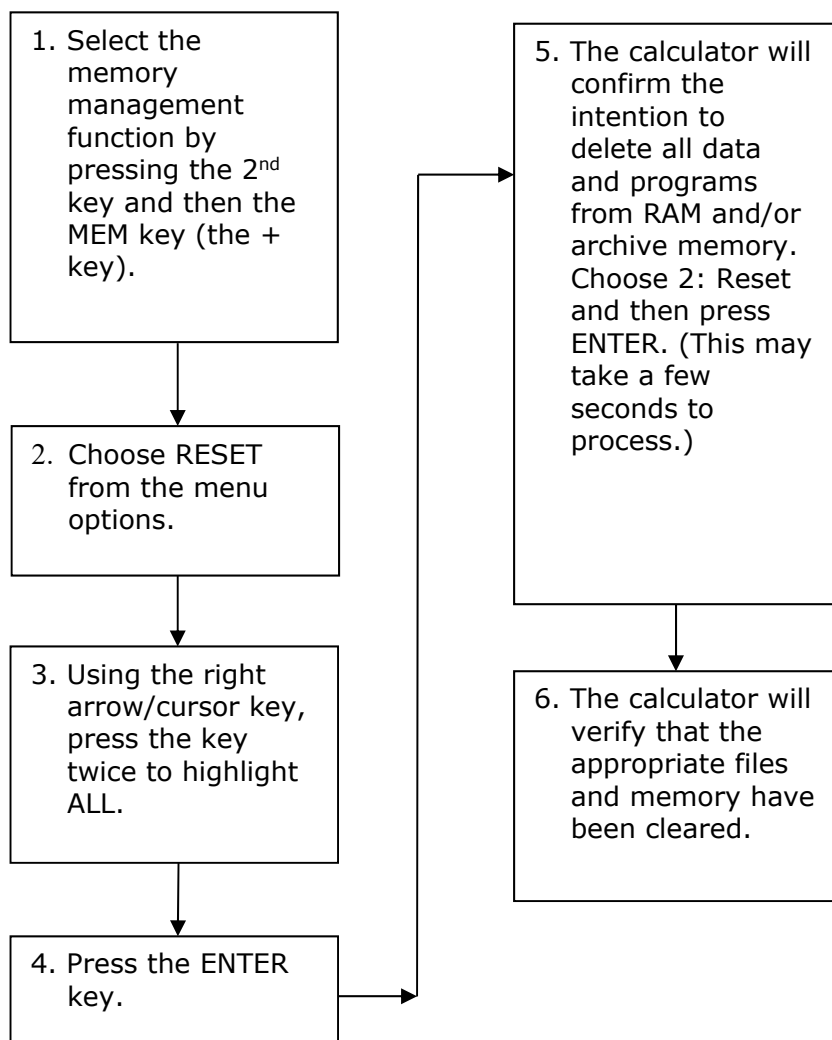 1. Select the
memory
management
function by
pressing the 2nd
key and then the
MEM key (the +
key).
2. Choose RESET
from the menu
options.
3. Using the right
arrow/cursor key,
press the key
twice to highlight
ALL.
4. Press the ENTER
key.
5. The calculator will
confirm the
intention to
delete all data
and programs
from RAM and/or
archive memory.
Choose 2: Reset
and then press
ENTER. (This may
take a few
seconds to
process.)
6. The calculator will
verify that the
appropriate files
and memory have
been cleared.